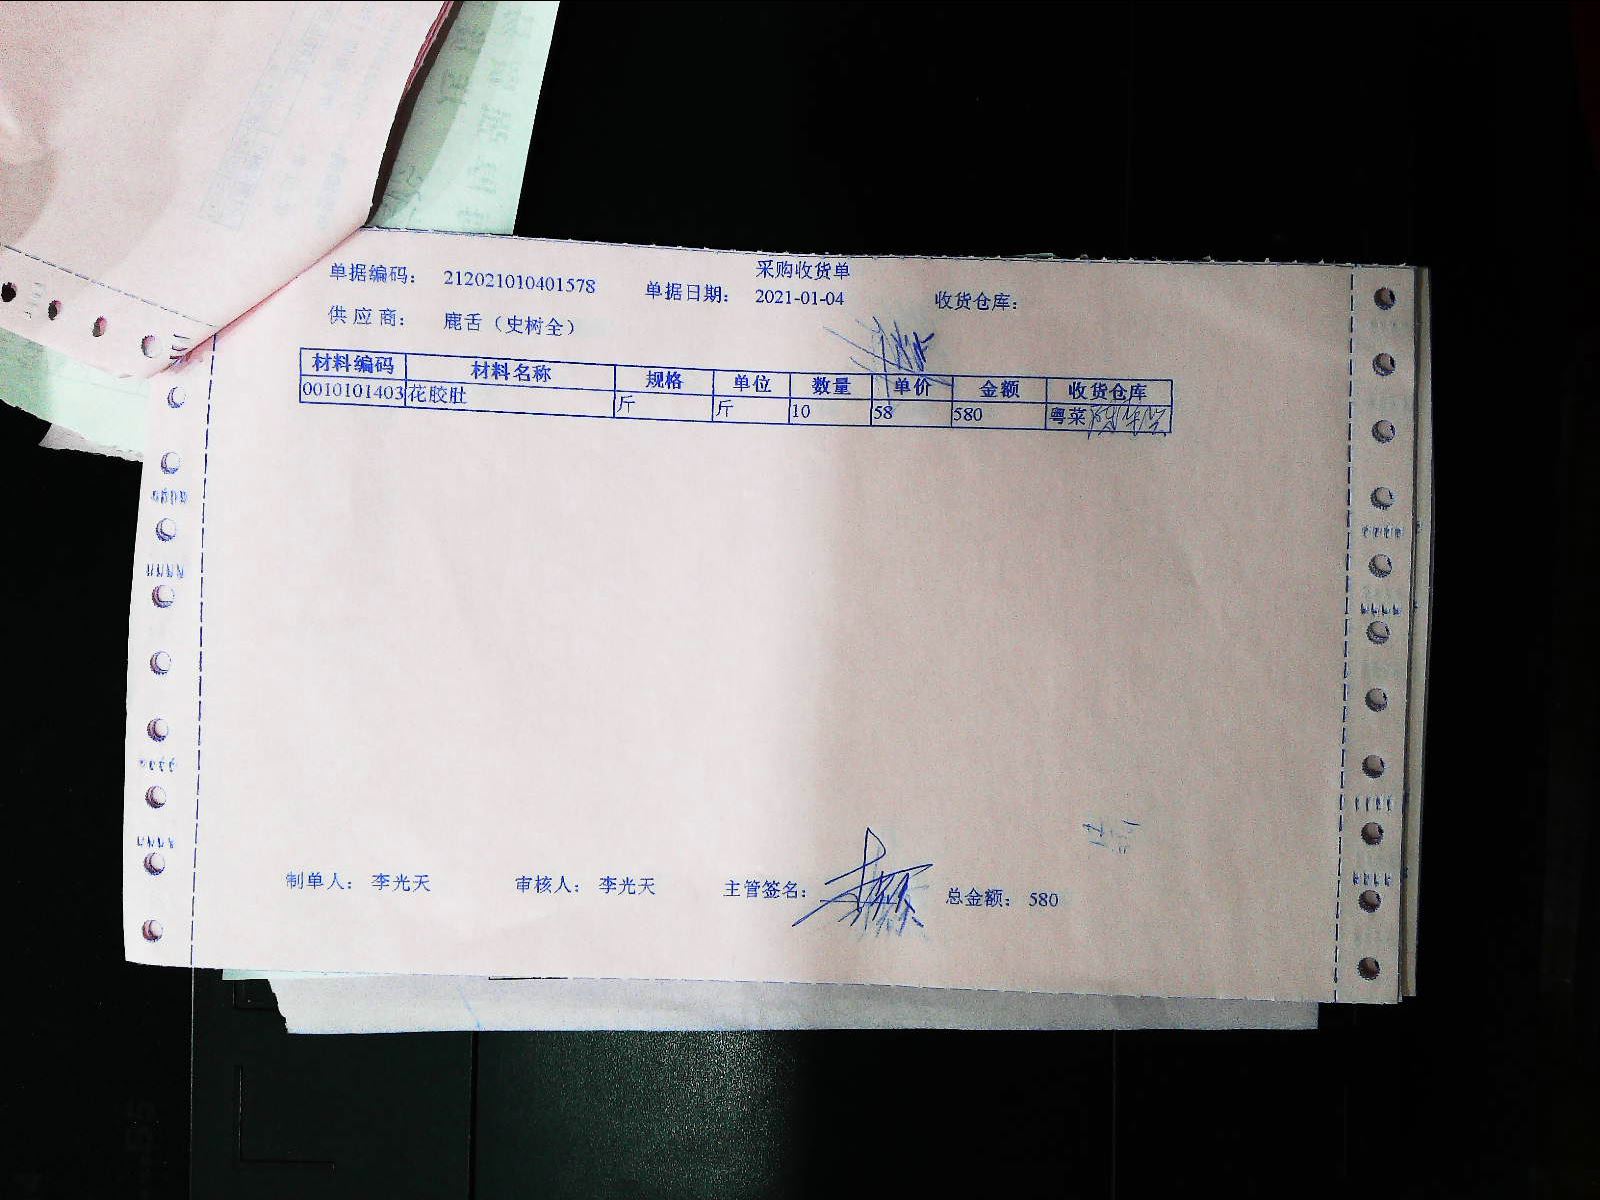 采购收货单
单据编码： 212021010401578 单据日期： 2021-01-04 收货仓库：
供应商： 鹿舌（史树全）
材料编码 材料名称 规格 单位 数量 单价 金额 收货仓库
0010101403 花胶肚 斤 斤 10 58 580 粤菜
制单人： 李光天 审核人： 李光天 主管签名： 总金额： 580